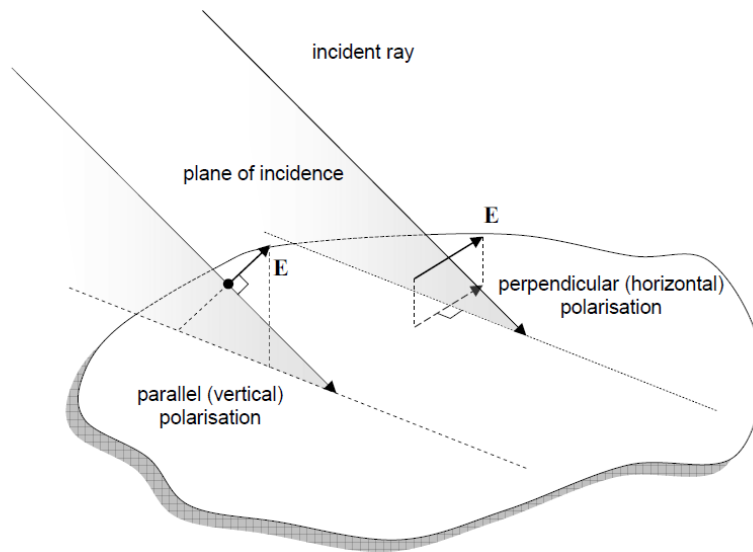 incident ray
plane of incidence
E
E
perpendicular (horizontal)
polarisation
parallel (vertical)
polarisation